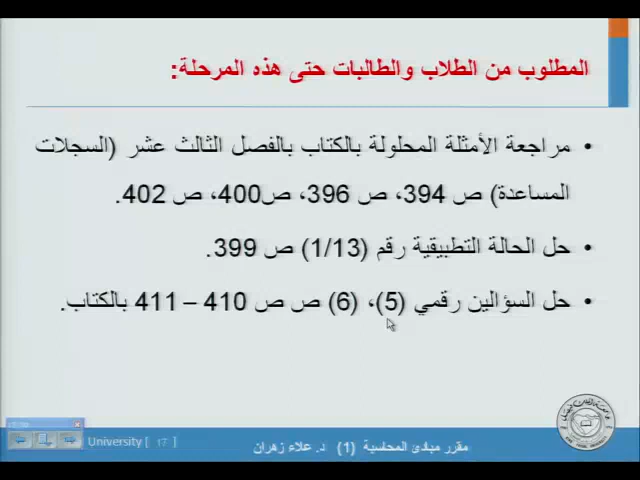 المطلوب من الطلاب والطالبات حتى هذه المرحلة:
• مراجعة الأمثلة المحلولة بالكتاب بالفصل الثالث عشر (السجلات
المساعدة) ص 394، ص 396، ص400، ص 402.
• حل الحالة التطبيقية رقم (1/13) ص 399.
• حل السؤالين رقمي (5)، (6) ص ص 410 – 411 بالكتاب.
مقرر مبادئ المحاسبة (1) د. علاء زهران
University [ 17 ]